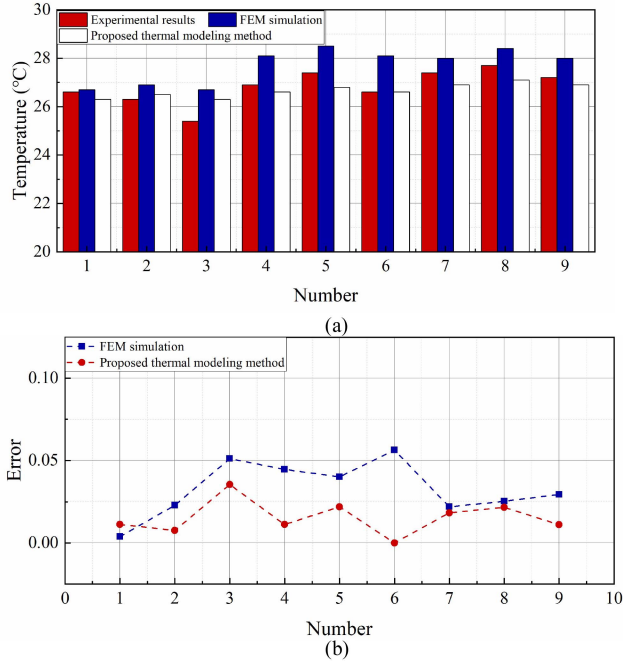 Experimental results
FEM simulation
Proposed thermal modeling method
30
28
26
24
22
20
Temperature (°C)
1 2 3 4 5 6 7 8 9
Number
(a)
FEM simulation
Proposed thermal modeling method
0.10
0.05
0.00
Error
0 1 2 3 4 5 6 7 8 9 10
Number
(b)